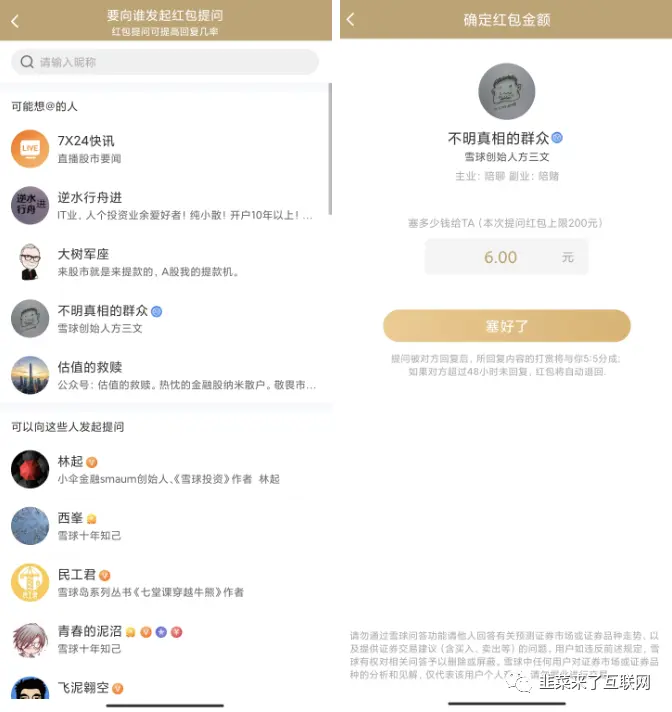 要向谁发起红包提问
红包提问可提高回复几率
请输入昵称
可能想@的人
LIVE
7X24快讯
直播股市要闻
逆水行舟进
逆水行舟进
IT业，人个投资业余爱好者！纯小散！开户10年以上！...
大树军座
来股市就是来提款的，A股我的提款机。
不明真相的群众
雪球创始人方三文
估值的救赎
公众号：估值的救赎。热忱的金融股纳米散户。敬畏市...
可以向这些人发起提问
林起
小伞金融smaum创始人、《雪球投资》作者 林起
西峯
雪球十年知己
民工君
雪球岛系列丛书《七堂课穿越牛熊》作者
青春的泥沼
雪球十年知己
飞泥翱空
确定红包金额
不明真相的群众
雪球创始人方三文
主业：陪聊 副业：陪赌
塞多少钱给TA（本次提问红包上限200元）
6.00 元
塞好了
提问被对方回复后，所回复内容的打赏将与你5:5分成；
如果对方超过48小时未回复，红包将自动退回.
请勿通过雪球问答功能请他人回答有关预测证券市场或证券品种走势，以
及提供证券交易建议（含买入、卖出等）的问题。用户如违反前述规定，雪
球有权对相关问答予以删除或屏蔽。雪球中任何用户对证券市场或证券品
种的分析和见解，仅代表该用户个人
韭菜来了互联网